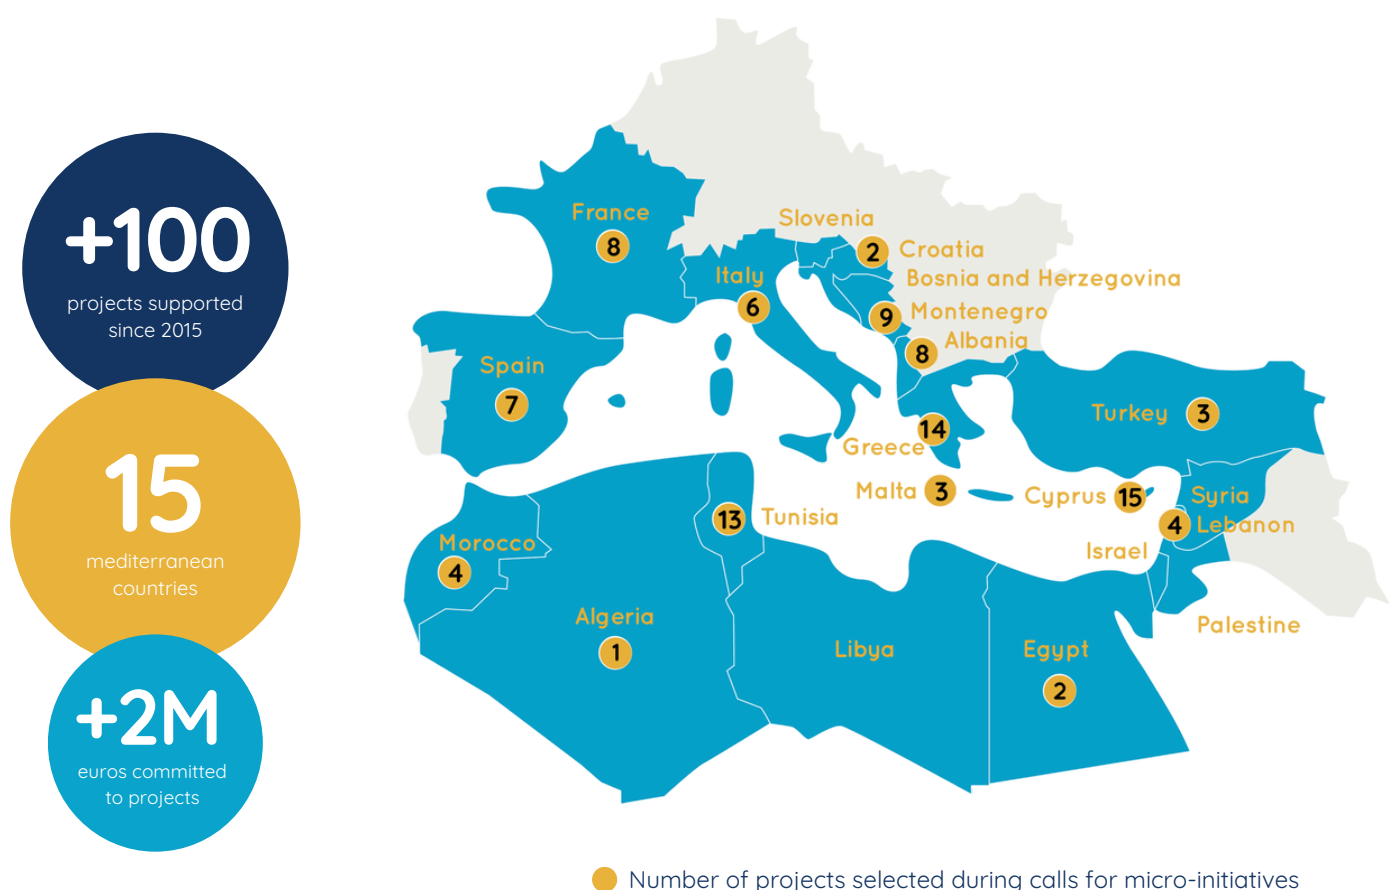 +100
projects supported
since 2015
15
mediterranean
countries
+2M
euros committed
to projects
France
8
Slovenia
2
Croatia
Italy
6
Bosnia and Herzegovina
9
Montenegro
8
Albania
Spain
7
Turkey
3
14
Greece
Malta
3
Cyprus
15
Syria
13
Tunisia
4
Lebanon
Morocco
4
Israel
Algeria
1
Palestine
Libya
Egypt
2
Number of projects selected during calls for micro-initiatives